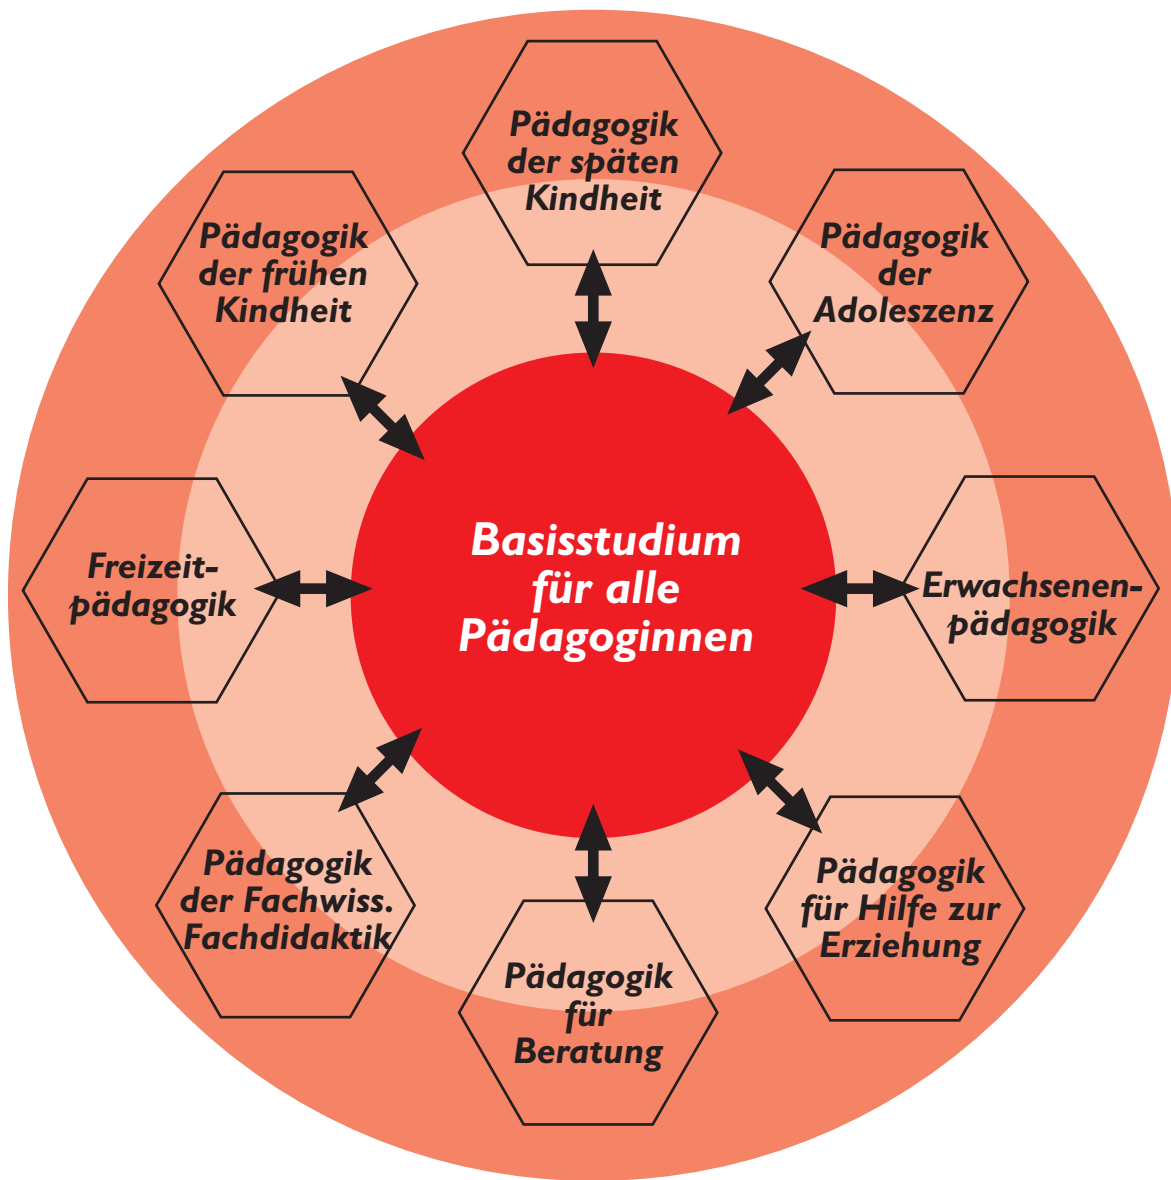 Pädagogik
der späten
Kindheit
Pädagogik
der frühen
Kindheit
Pädagogik
der
Adoleszenz
Freizeit-
pädagogik
Basisstudium
für alle
Pädagoginnen
Erwachsenen-
pädagogik
Pädagogik
der Fachwiss.
Fachdidaktik
Pädagogik
für
Beratung
Pädagogik
für Hilfe zur
Erziehung